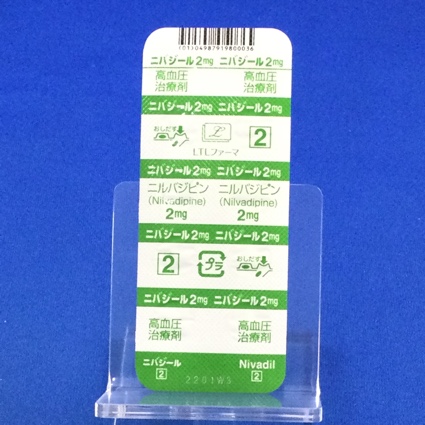 (01)04987919800036
ニバジール2mg ニバジール2mg
高血圧 高血圧
治療剤 治療剤
ニバジール2mg ニバジール2mg
おしだす 2
LTLファーマ
ニバジール2mg ニバジール2mg
ニルバジピン ニルバジピン
(Nilvadipine) (Nilvadipine)
2mg 2mg
ニバジール2mg ニバジール2mg
2 プラ おしだす
ニバジール2mg ニバジール2mg
高血圧 高血圧
治療剤 治療剤
ニバジール Nivadil
2 2